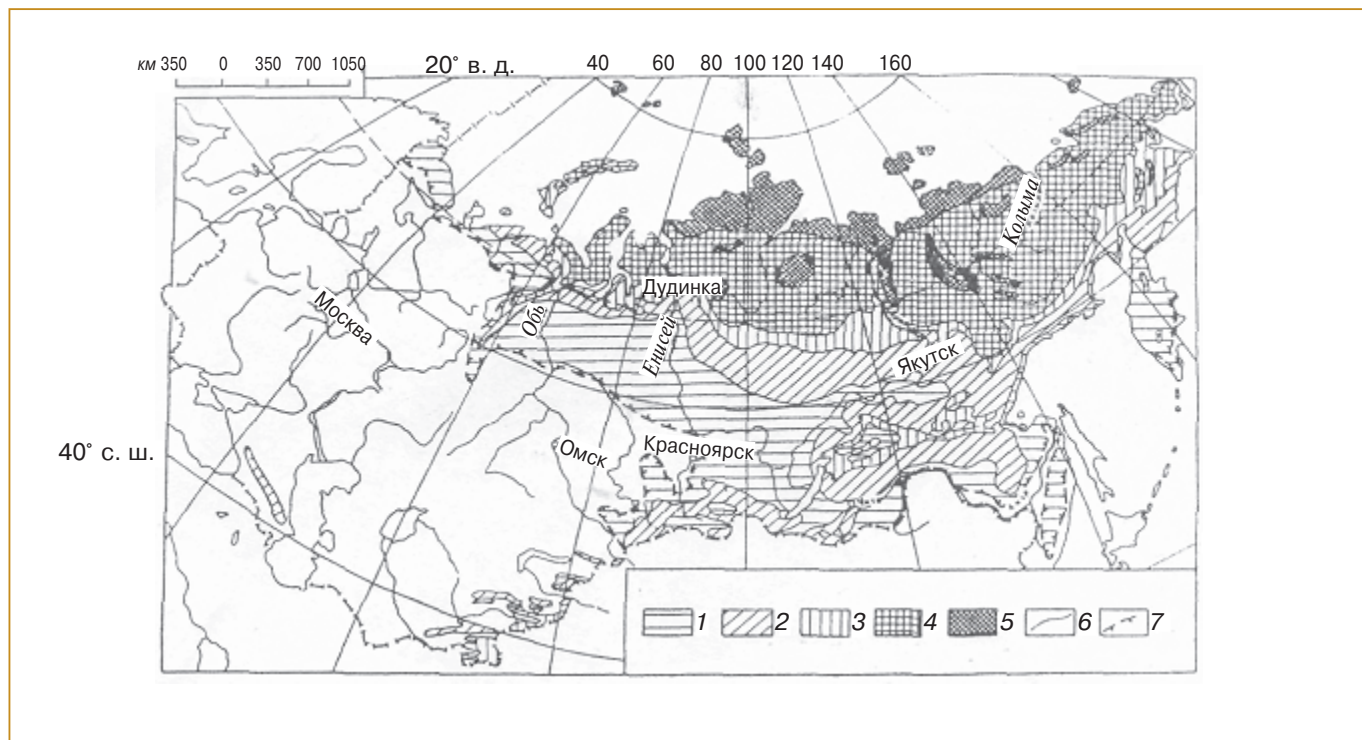 км 350 0 350 700 1050 20° в. д. 40 60 80 100 120 140 160
Колыма
Дудинка
Москва
Обь
Енисей
Якутск
40° с. ш.
Омск
Красноярск
1 2 3 4 5 6 7